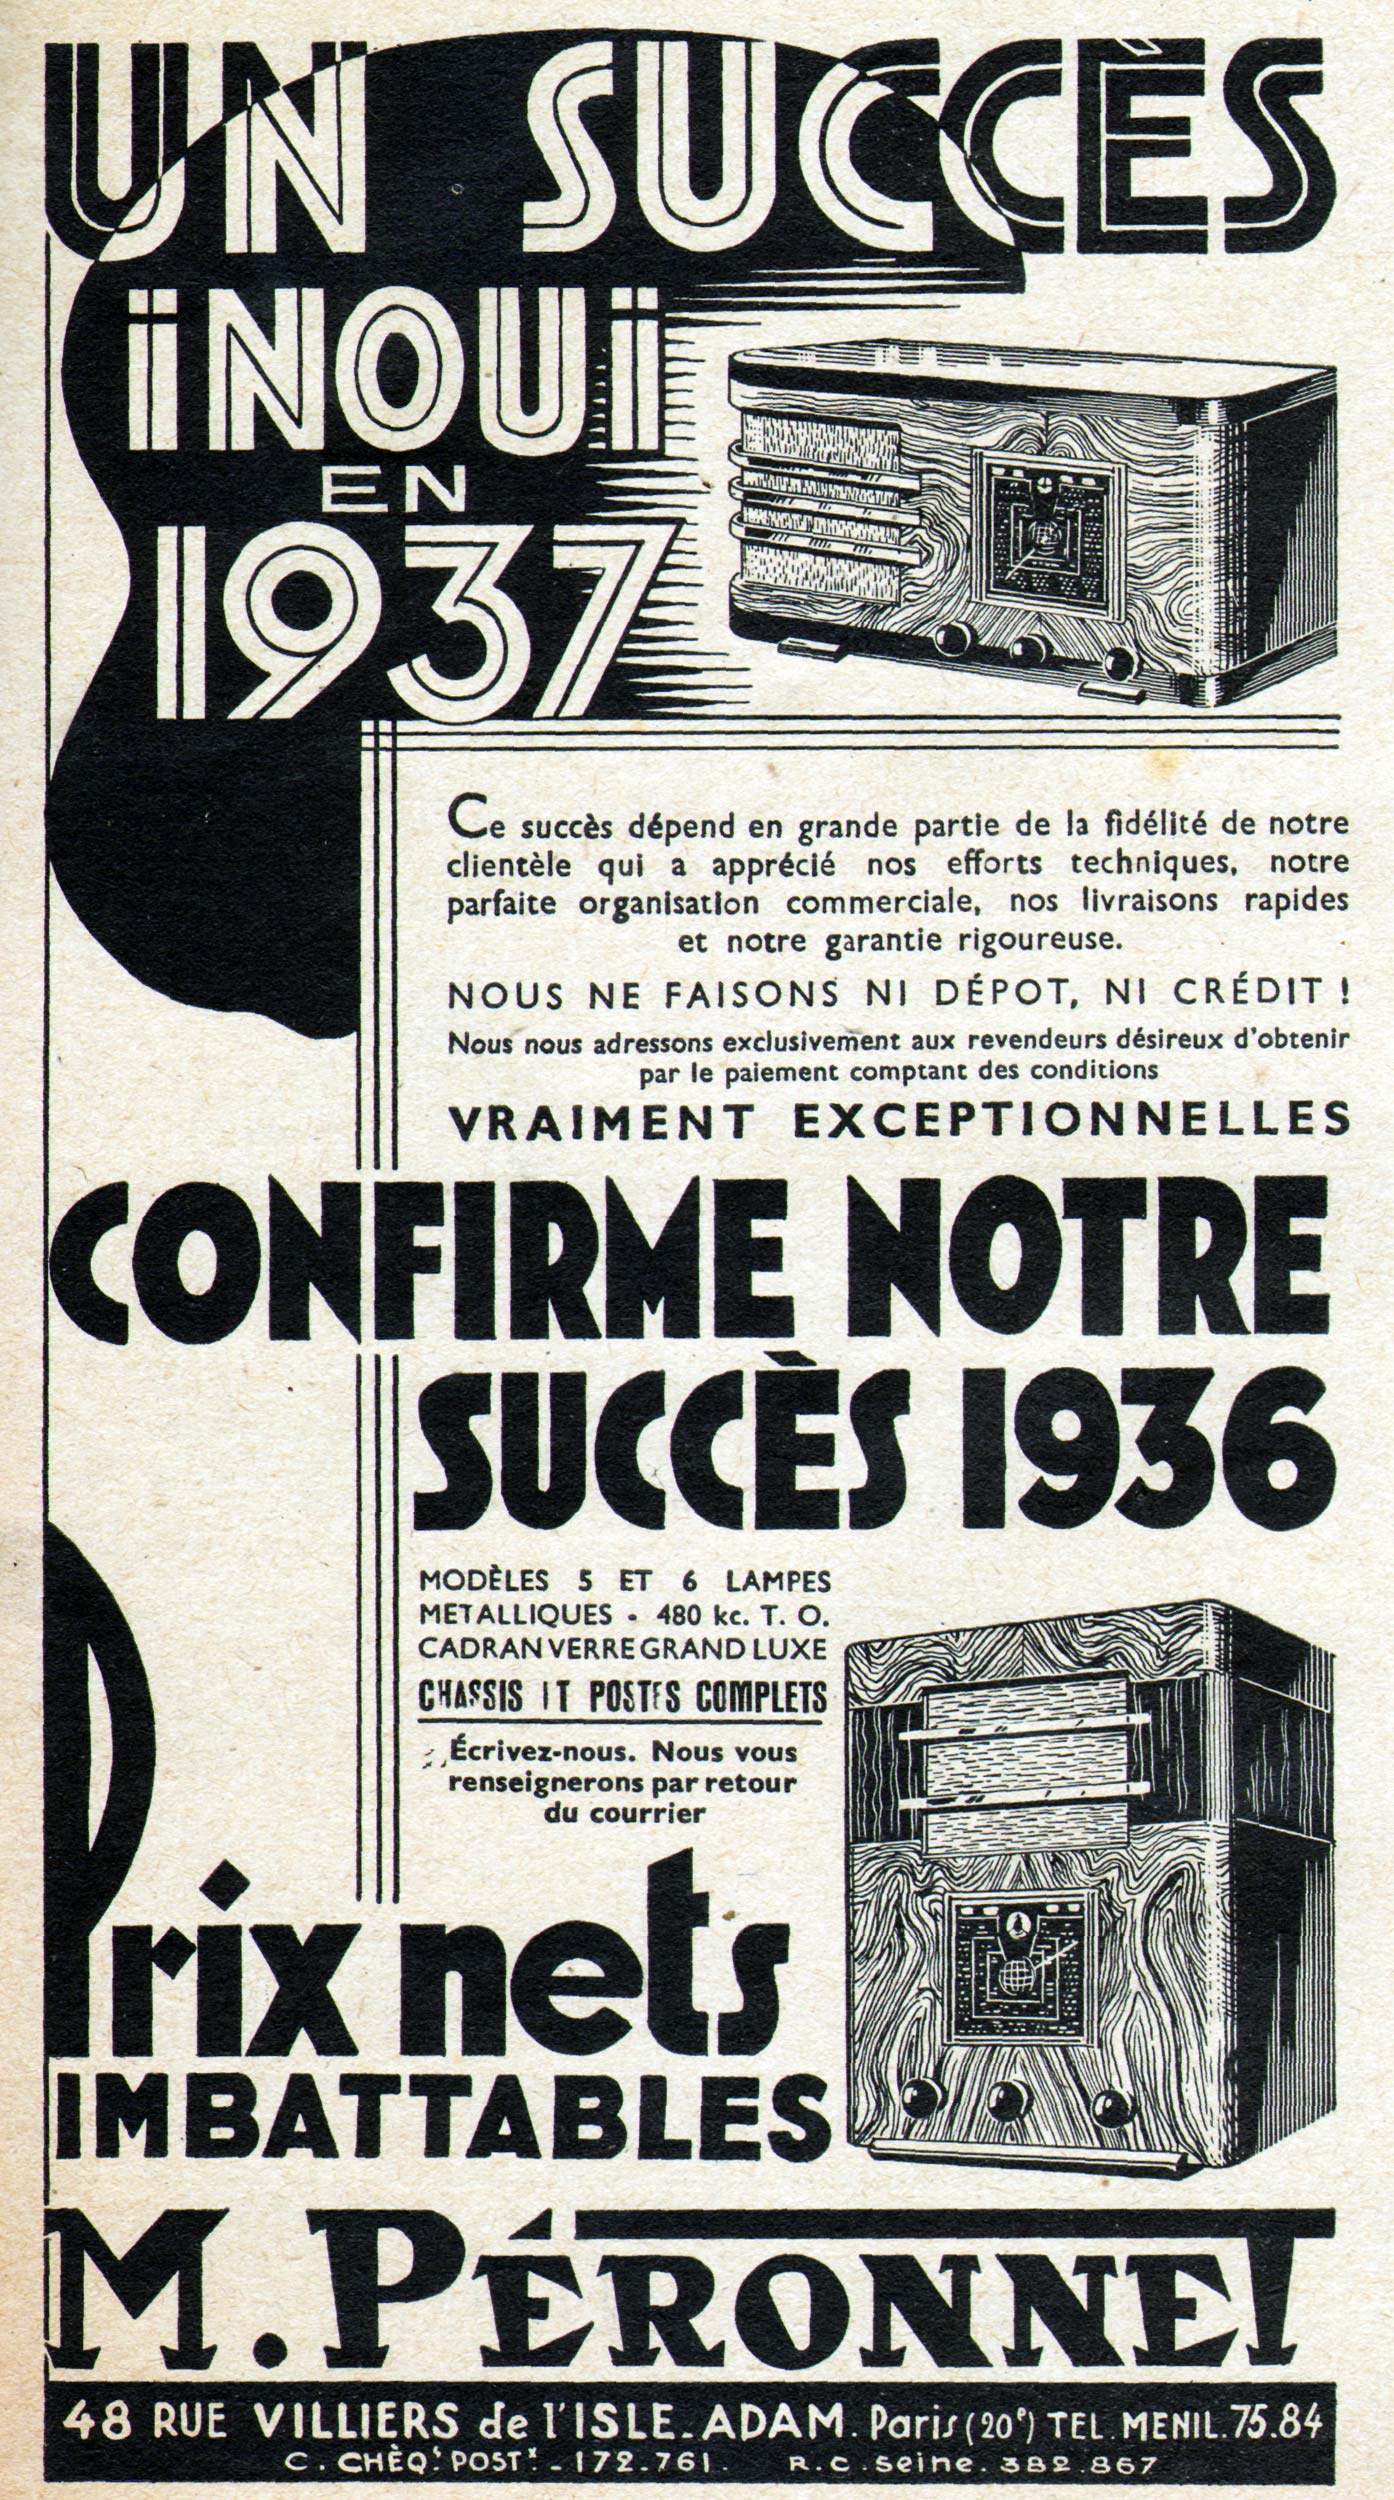 UN SUCCÈS
iNOUi
EN
1937
Ce succès dépend en grande partie de la fidélité de notre
clientèle qui a apprécié nos efforts techniques, notre
parfaite organisation commerciale, nos livraisons rapides
et notre garantie rigoureuse.
NOUS NE FAISONS NI DÉPOT, NI CRÉDIT !
Nous nous adressons exclusivement aux revendeurs désireux d'obtenir
par le paiement comptant des conditions
VRAIMENT EXCEPTIONNELLES
CONFIRME NOTRE
SUCCÈS 1936
MODÈLES 5 ET 6 LAMPES
METALLIQUES - 480 kc. T. O.
CADRAN VERRE GRAND LUXE
CHASSIS ET POSTES COMPLETS
Écrivez-nous. Nous vous
renseignerons par retour
du courrier
Prix nets
IMBATTABLES
M. PÉRONNET
48 RUE VILLIERS de l'ISLE-ADAM. Paris (20e) TEL. MENIL. 75.84
C. CHÈQs. POSTx. - 172.761. R.C. Seine. 382.867